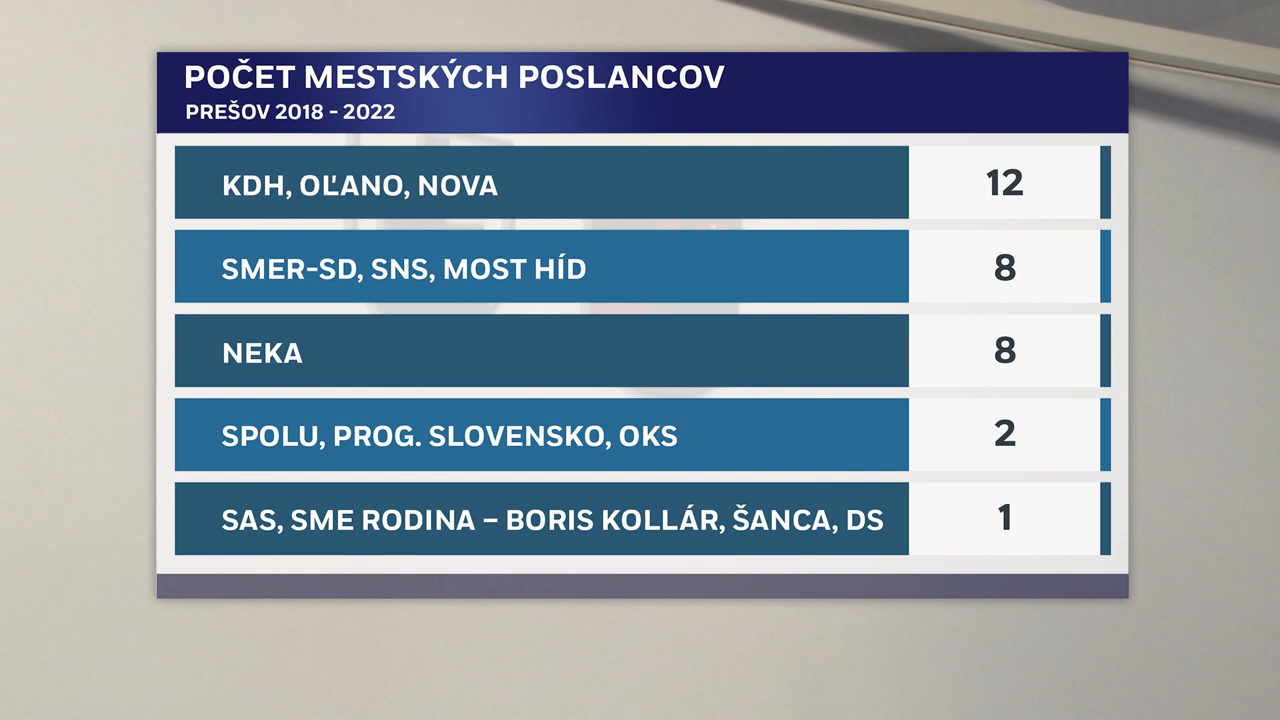 POČET MESTSKÝCH POSLANCOV
PREŠOV 2018 - 2022
KDH, OĽANO, NOVA 12
SMER-SD, SNS, MOST HÍD 8
NEKA 8
SPOLU, PROG. SLOVENSKO, OKS 2
SAS, SME RODINA – BORIS KOLLÁR, ŠANCA, DS 1